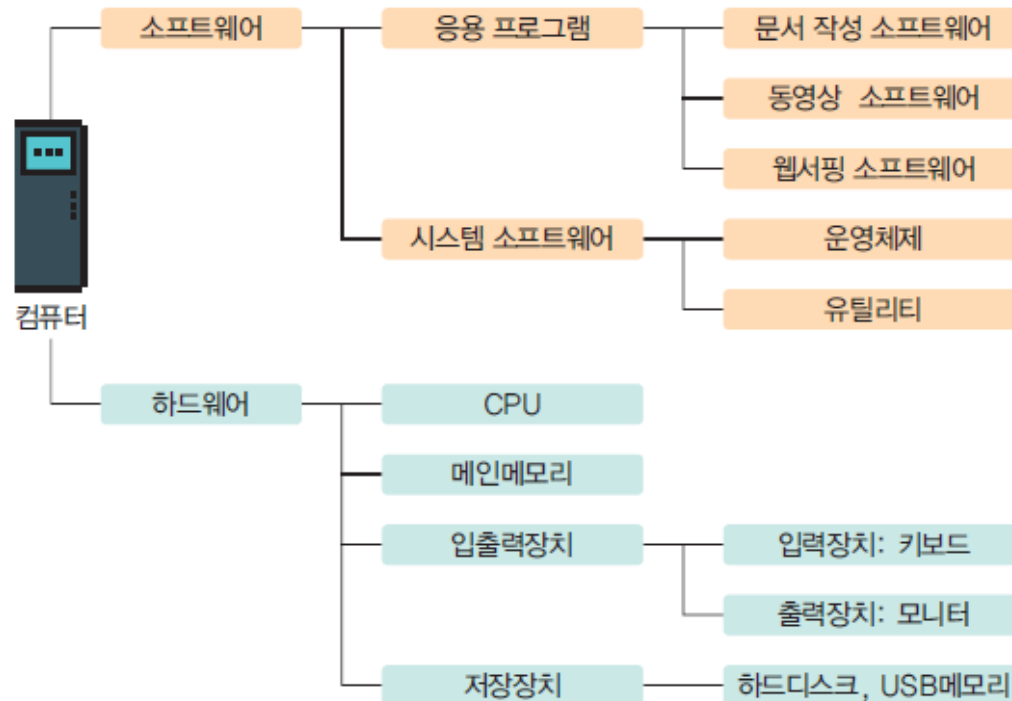 소프트웨어 응용 프로그램 문서 작성 소프트웨어
동영상 소프트웨어
웹서핑 소프트웨어
시스템 소프트웨어 운영체제
유틸리티
컴퓨터
하드웨어 CPU
메인메모리
입출력장치 입력장치: 키보드
출력장치: 모니터
저장장치 하드디스크, USB메모리